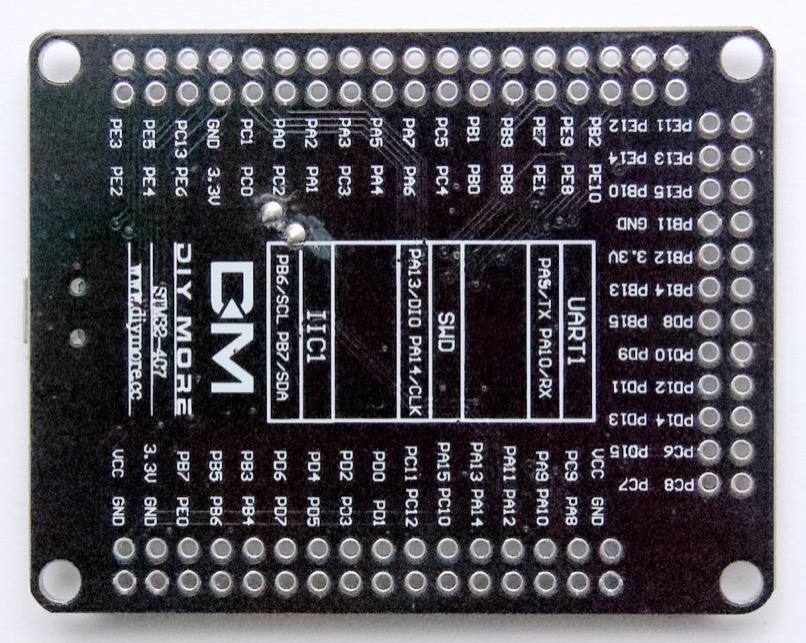 PE3 PE5 PC13 GND PC1 PA0 PA2 PA3 PA5 PA7 PC5 PB1 PB9 PE7 PE9 PB2
PE2 PE4 PE6 3.3V PC0 PC2 PA1 PC3 PA4 PA6 PC4 PB0 PB8 PE1 PE8 PE10
PE11 PE12
PE13 PE14
PE15 PB10
PB11 GND
PB12 3.3V
PB14 PB13
PD8 PB15
PD10 PD9
PD12 PD11
PD14 PD13
PC6 PD15
PC8 PC7
UART1
PA9/TX PA10/RX
SWD
PA13/DIO PA14/CLK
IIC1
PB6/SCL PB7/SDA
DM
DIY MORE
STM32-407
www.diymore.cc
VCC 3.3V PB7 PB5 PB3 PD6 PD4 PD2 PD0 PC11 PA15 PA13 PA11 PA9 PC9 VCC
GND GND PE0 PB6 PB4 PD7 PD5 PD3 PD1 PC12 PC10 PA14 PA12 PA10 PA8 GND